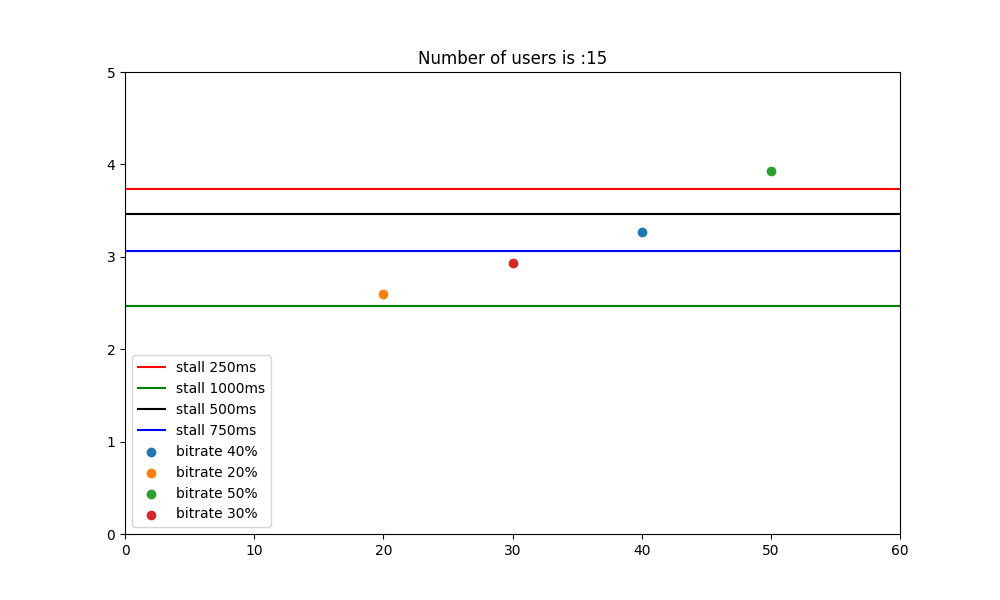 Number of users is :15
5
4
3
2
1
0
stall 250ms
stall 1000ms
stall 500ms
stall 750ms
bitrate 40%
bitrate 20%
bitrate 50%
bitrate 30%
0 10 20 30 40 50 60